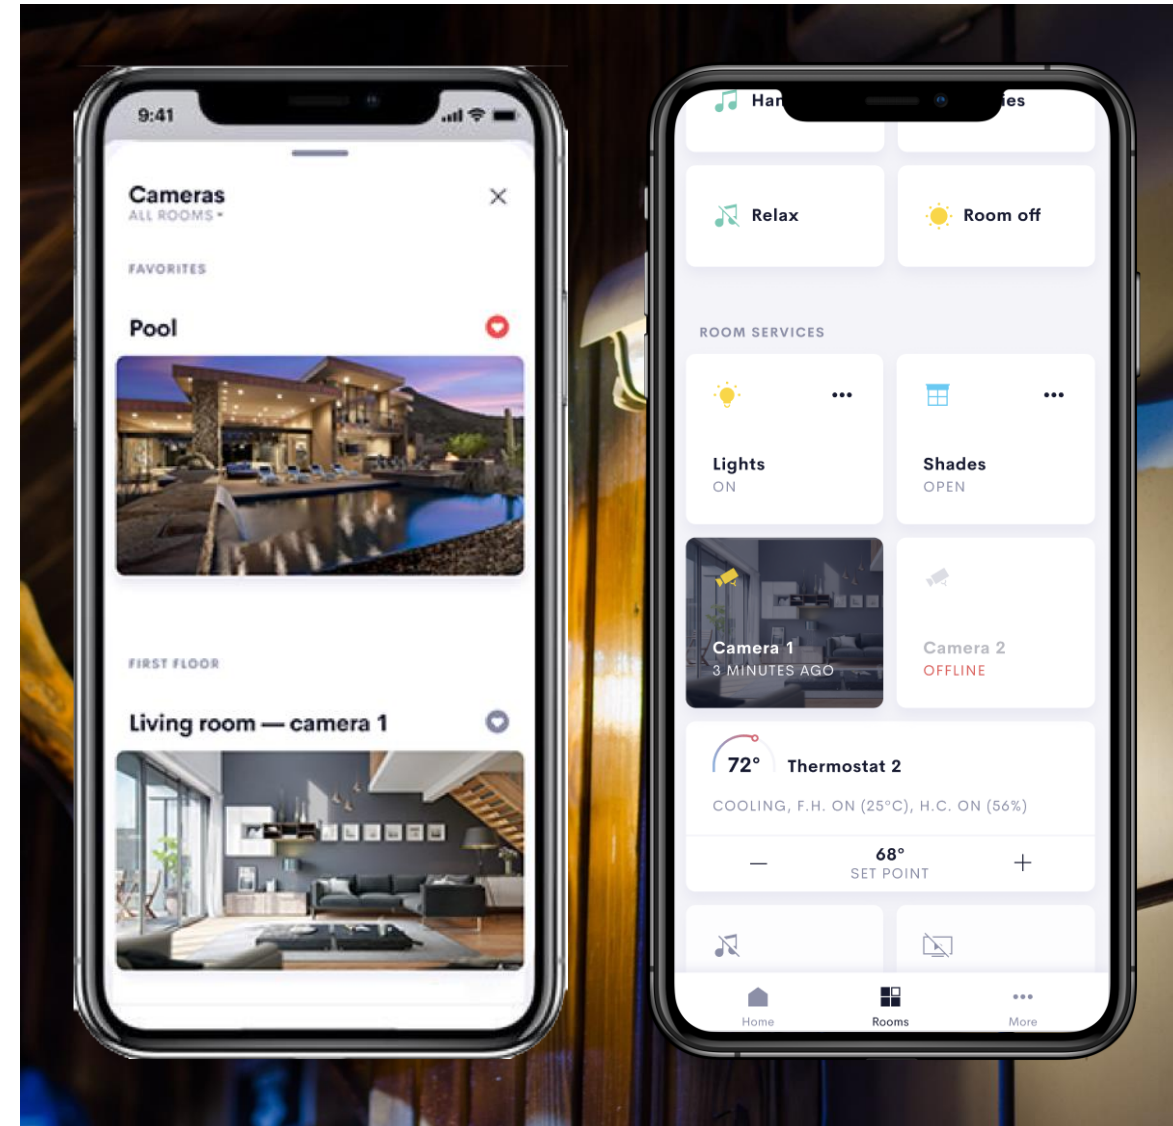 9:41
Cameras
ALL ROOMS
FAVORITES
Pool
FIRST FLOOR
Living room — camera 1
Har
ies
Relax
Room off
ROOM SERVICES
Lights
ON
Shades
OPEN
Camera 1
3 MINUTES AGO
Camera 2
OFFLINE
72°
Thermostat 2
COOLING, F.H. ON (25°C), H.C. ON (56%)
68°
SET POINT
Home
Rooms
More